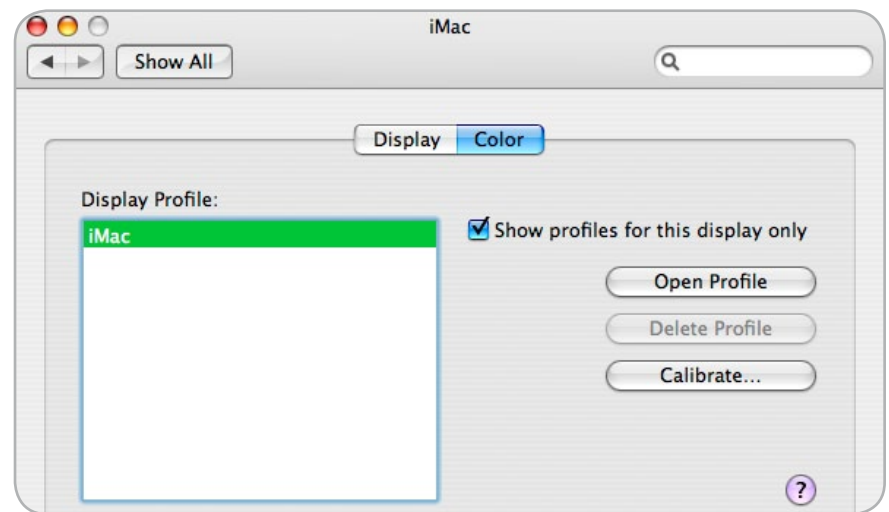 iMac
Show All
Display Color
Display Profile:
iMac
Show profiles for this display only
Open Profile
Delete Profile
Calibrate...
?